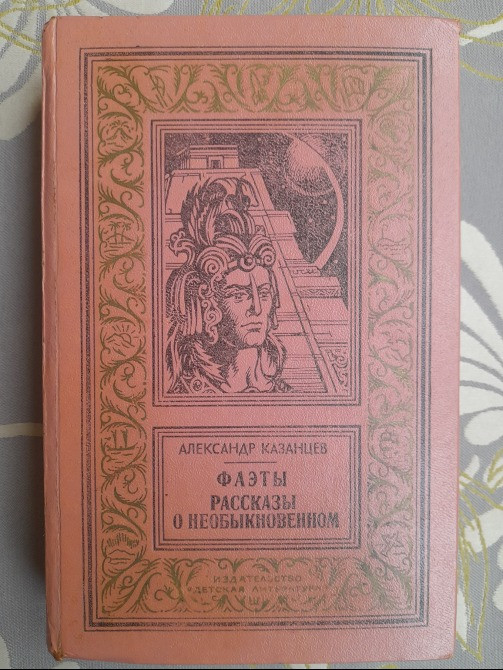 АЛЕКСАНДР КАЗАНЦЕВ
ФАЭТЫ
РАССКАЗЫ
О НЕОБЫКНОВЕННОМ
ИЗДАТЕЛЬСТВО
«ДЕТСКАЯ ЛИТЕРАТУРА»